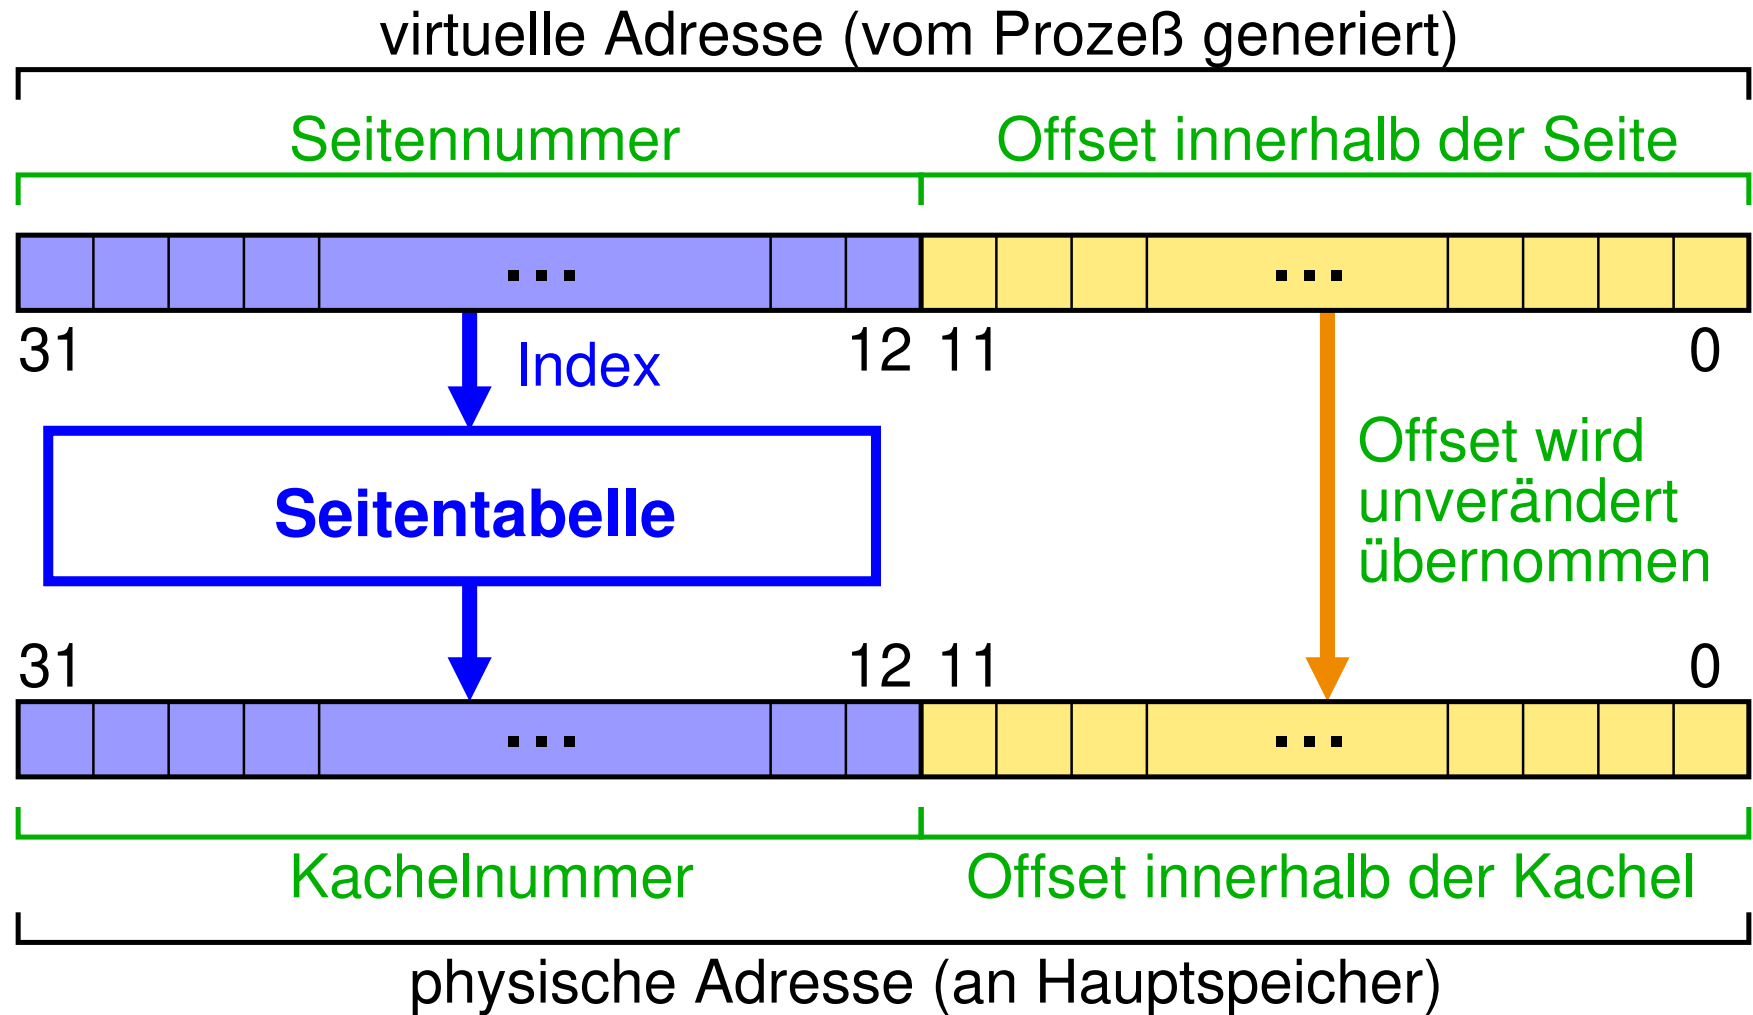 virtuelle Adresse (vom Prozeß generiert)
Seitennummer
Offset innerhalb der Seite
...
...
31
12
11
0
Index
Seitentabelle
Offset wird
unverändert
übernommen
31
12
11
0
...
...
Kachelnummer
Offset innerhalb der Kachel
physische Adresse (an Hauptspeicher)